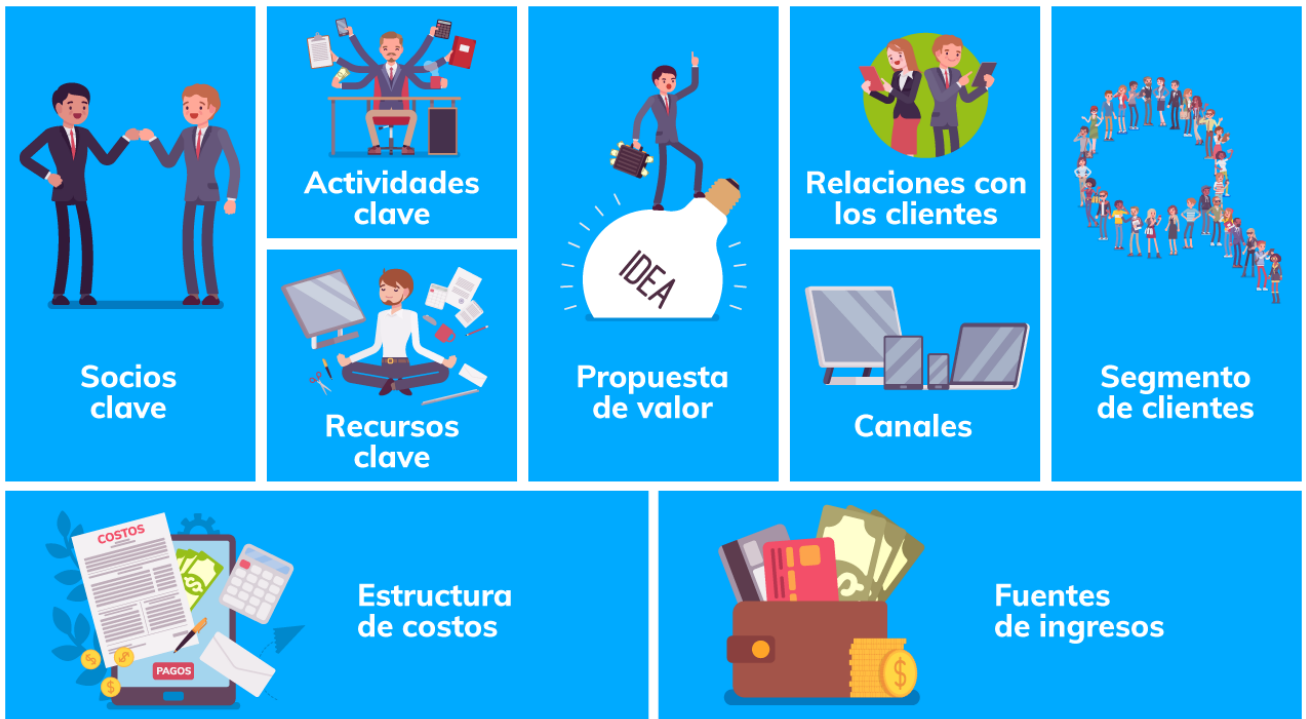 Socios
clave
Actividades
clave
Recursos
clave
IDEA
Propuesta
de valor
Relaciones con
los clientes
Canales
Segmento
de clientes
COSTOS
PAGOS
Estructura
de costos
Fuentes
de ingresos